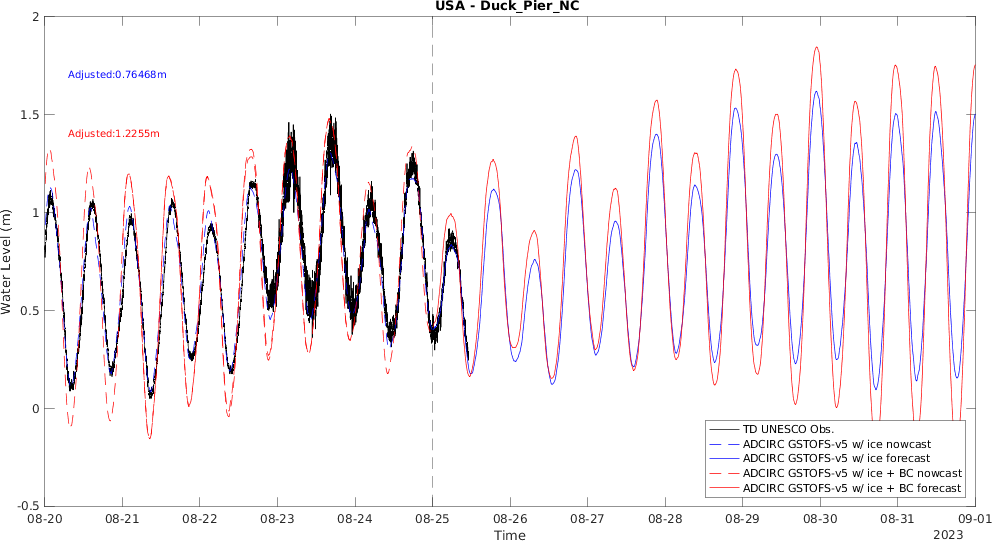 USA - Duck_Pier_NC
2
Adjusted:0.76468m
1.5
Adjusted:1.2255m
1
Water Level (m)
0.5
0
TD UNESCO Obs.
ADCIRC GSTOFS-v5 w/ ice nowcast
ADCIRC GSTOFS-v5 w/ ice forecast
ADCIRC GSTOFS-v5 w/ ice + BC nowcast
ADCIRC GSTOFS-v5 w/ ice + BC forecast
-0.5
08-20 08-21 08-22 08-23 08-24 08-25 08-26 08-27 08-28 08-29 08-30 08-31 09-01
Time
2023